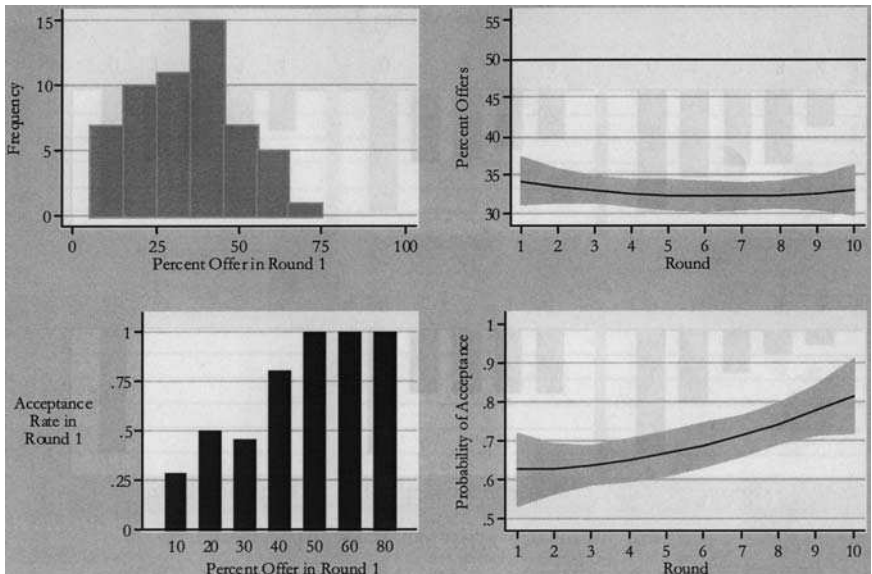 15
10
5
0
Frequency
0 25 50 75 100
Percent Offer in Round 1
55
50
45
40
35
30
Percent Offers
1 2 3 4 5 6 7 8 9 10
Round
1
.75
.5
.25
0
Acceptance
Rate in
Round 1
10 20 30 40 50 60 80
Percent Offer in Round 1
.1
.9
.8
.7
.6
.5
Probability of Acceptance
1 2 3 4 5 6 7 8 9 10
Round